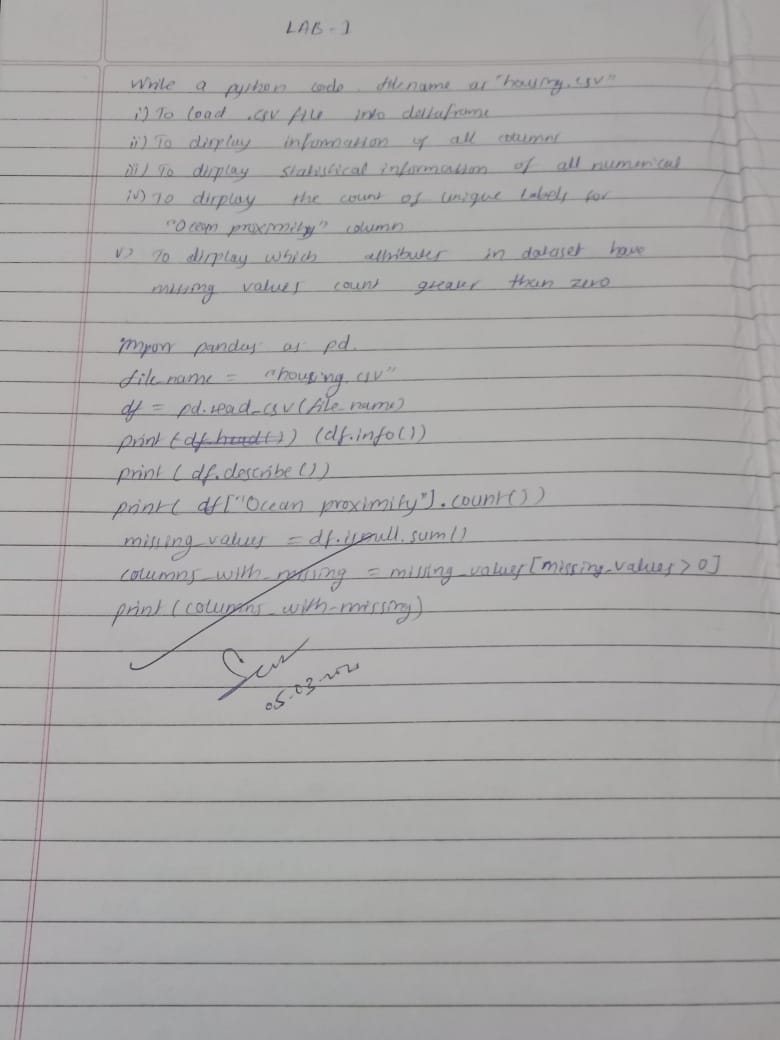 LAB-1
Write a python code filename as "housing.csv"
i) To load .csv file into dataframe
ii) To display information of all columns
iii) To display statistical information of all numerical
iv) To display the count of unique labels for
"Ocean proximity" column
v) To display which attributes in dataset have
missing values count greater than zero
import pandas as pd.
file_name = "housing.csv"
df = pd.read_csv(file_name)
print (df.head()) (df.info())
print (df.describe())
print( df["Ocean proximity"].count())
missing_values = df.isnull.sum()
columns_with_missing = missing_values[missing_values>0]
print(columns_with-missing)
05.03